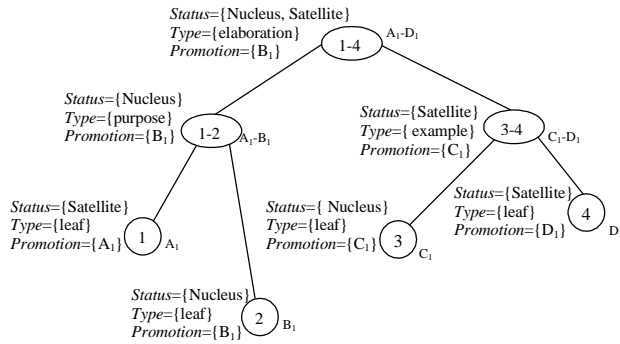 Status={Nucleus, Satellite}
Type={elaboration}
Promotion={B₁}
1-4
A₁-D₁
Status={Nucleus}
Type={purpose}
Promotion={B₁}
1-2
A₁-B₁
Status={Satellite}
Type={ example}
Promotion={C₁}
3-4
C₁-D₁
Status={Satellite}
Type={leaf}
Promotion={A₁}
1
A₁
Status={ Nucleus}
Type={leaf}
Promotion={C₁}
3
C₁
Status={Satellite}
Type={leaf}
Promotion={D₁}
4
Status={Nucleus}
Type={leaf}
Promotion={B₁}
2
B₁